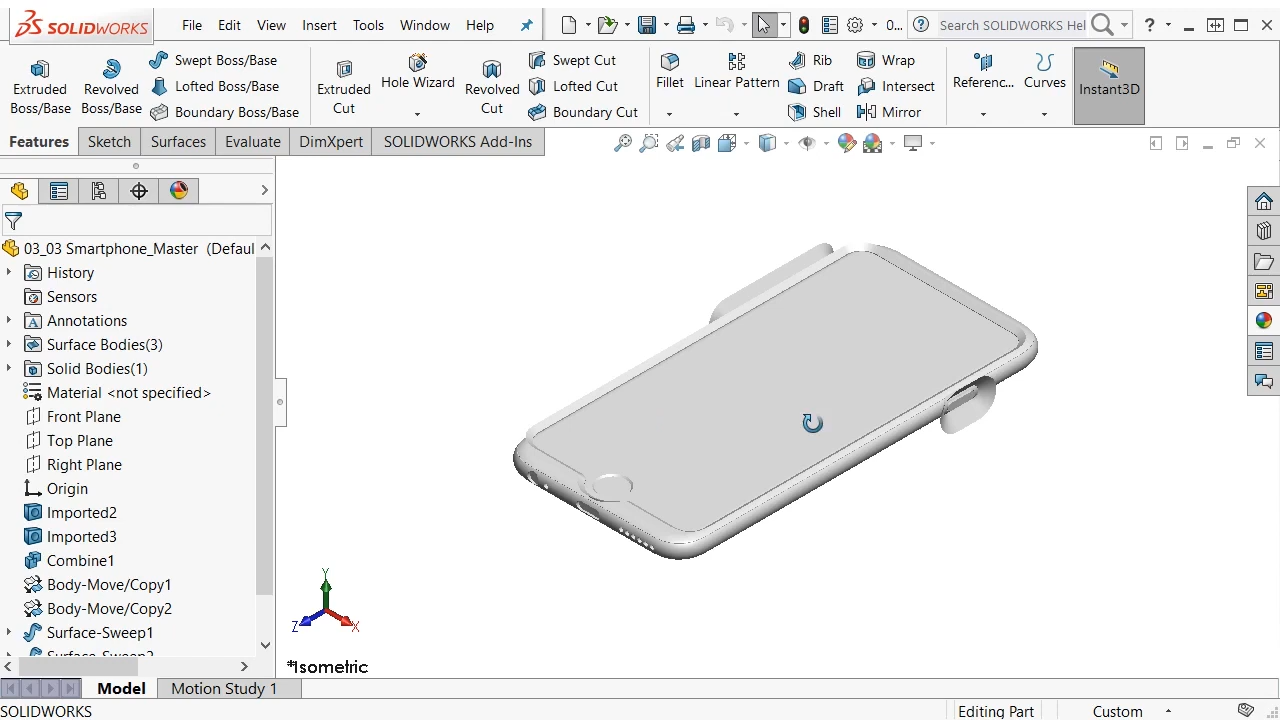 SOLIDWORKS
File Edit View Insert Tools Window Help
0...
Search SOLIDWORKS Hel
?
Extruded Boss/Base
Revolved Boss/Base
Swept Boss/Base
Lofted Boss/Base
Boundary Boss/Base
Extruded Cut
Hole Wizard
Revolved Cut
Swept Cut
Lofted Cut
Boundary Cut
Fillet
Linear Pattern
Rib
Draft
Shell
Wrap
Intersect
Mirror
Referenc...
Curves
Instant3D
Features Sketch Surfaces Evaluate DimXpert SOLIDWORKS Add-Ins
03_03 Smartphone_Master (Defaul
History
Sensors
Annotations
Surface Bodies(3)
Solid Bodies(1)
Material <not specified>
Front Plane
Top Plane
Right Plane
Origin
Imported2
Imported3
Combine1
Body-Move/Copy1
Body-Move/Copy2
Surface-Sweep1
Surface-Sweep2
Y
Z
X
*Isometric
Model Motion Study 1
SOLIDWORKS
Editing Part
Custom